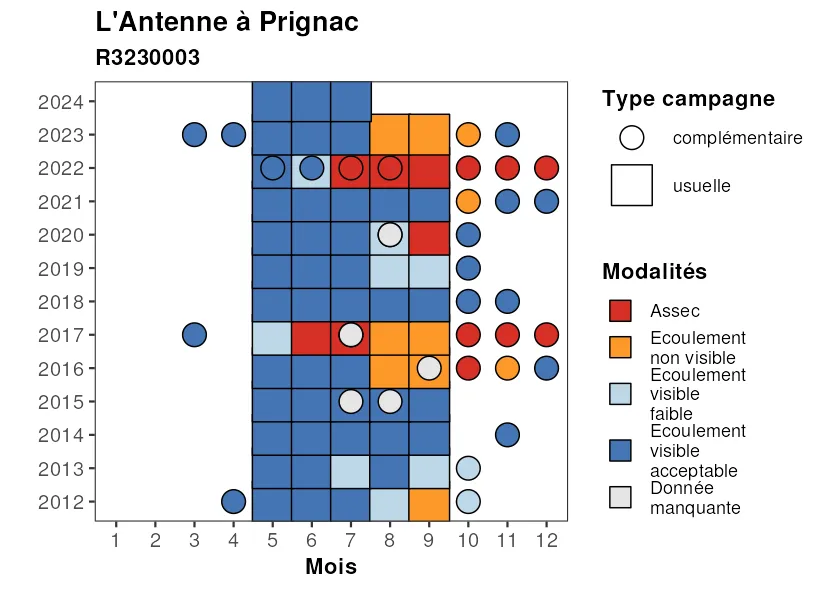 L'Antenne à Prignac
R3230003
2024
2023
2022
2021
2020
2019
2018
2017
2016
2015
2014
2013
2012
1 2 3 4 5 6 7 8 9 10 11 12
Mois
Type campagne
complémentaire
usuelle
Modalités
Assec
Ecoulement
non visible
Ecoulement
visible
faible
Ecoulement
visible
acceptable
Donnée
manquante